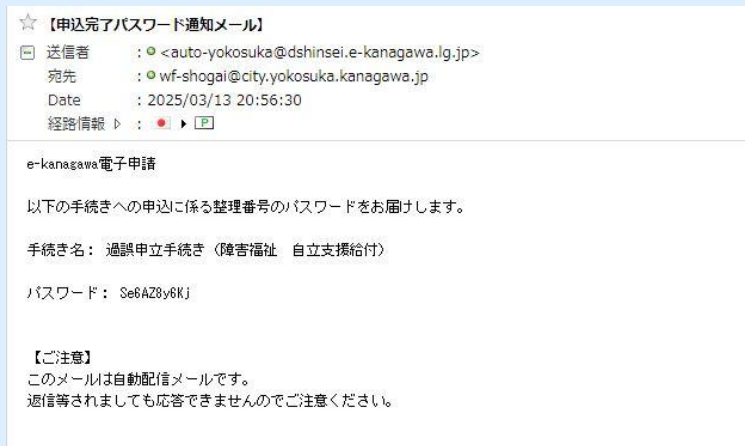 ☆ 【申込完了パスワード通知メール】
送信者 : <auto-yokosuka@dshinsei.e-kanagawa.lg.jp>
宛先 : wf-shogai@city.yokosuka.kanagawa.jp
Date : 2025/03/13 20:56:30
経路情報 ▷ : ▶ P
e-kanagawa電子申請
以下の手続きへの申込に係る整理番号のパスワードをお届けします。
手続き名： 過誤申立手続き（障害福祉　自立支援給付）
パスワード： Se6AZ8y6Kj
【ご注意】
このメールは自動配信メールです。
返信等されましても応答できませんのでご注意ください。